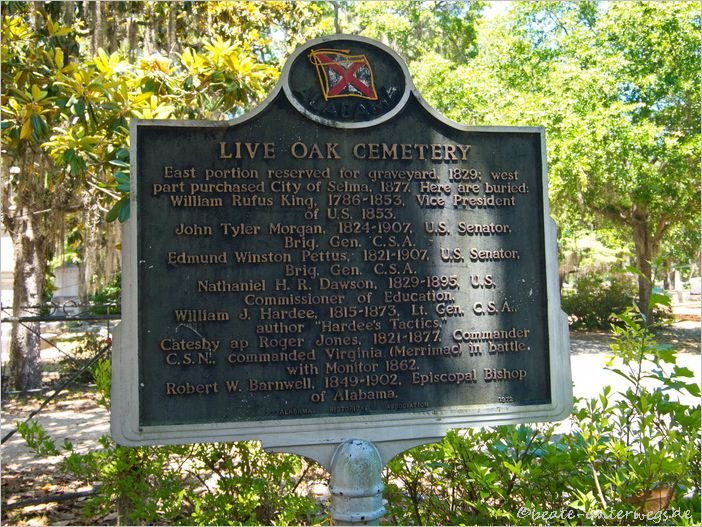 ALABAMA
LIVE OAK CEMETERY
East portion reserved for graveyard, 1829; west
part purchased City of Selma, 1877. Here are buried:
William Rufus King, 1786-1853, Vice President
of U.S. 1853.
John Tyler Morgan, 1824-1907, U.S. Senator,
Brig. Gen. C.S.A.
Edmund Winston Pettus, 1821-1907, U.S. Senator,
Brig. Gen. C.S.A.
Nathaniel H. R. Dawson, 1829-1895, U.S.
Commissioner of Education.
William J. Hardee, 1815-1873, Lt. Gen. C.S.A.,
author "Hardee's Tactics."
Catesby ap Roger Jones, 1821-1877, Commander
C.S.N., commanded Virginia (Merrimac) in battle
with Monitor 1862.
Robert W. Barnwell, 1849-1902, Episcopal Bishop
of Alabama.
ALABAMA HISTORICAL ASSOCIATION
©beate-unterwegs.de